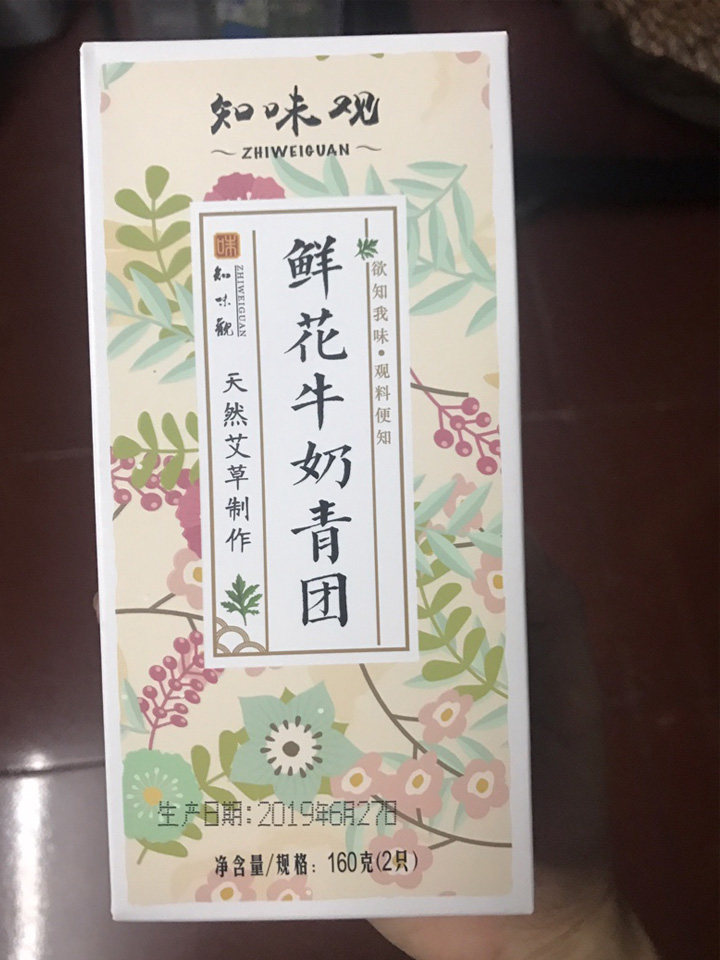 知味观
ZHIWEIGUAN
欲知我味·观料便知
鲜花牛奶青团
味
知味觀
ZHIWEIGUAN
天然艾草制作
生产日期:2019年6月27日
净含量/规格:160克(2只)